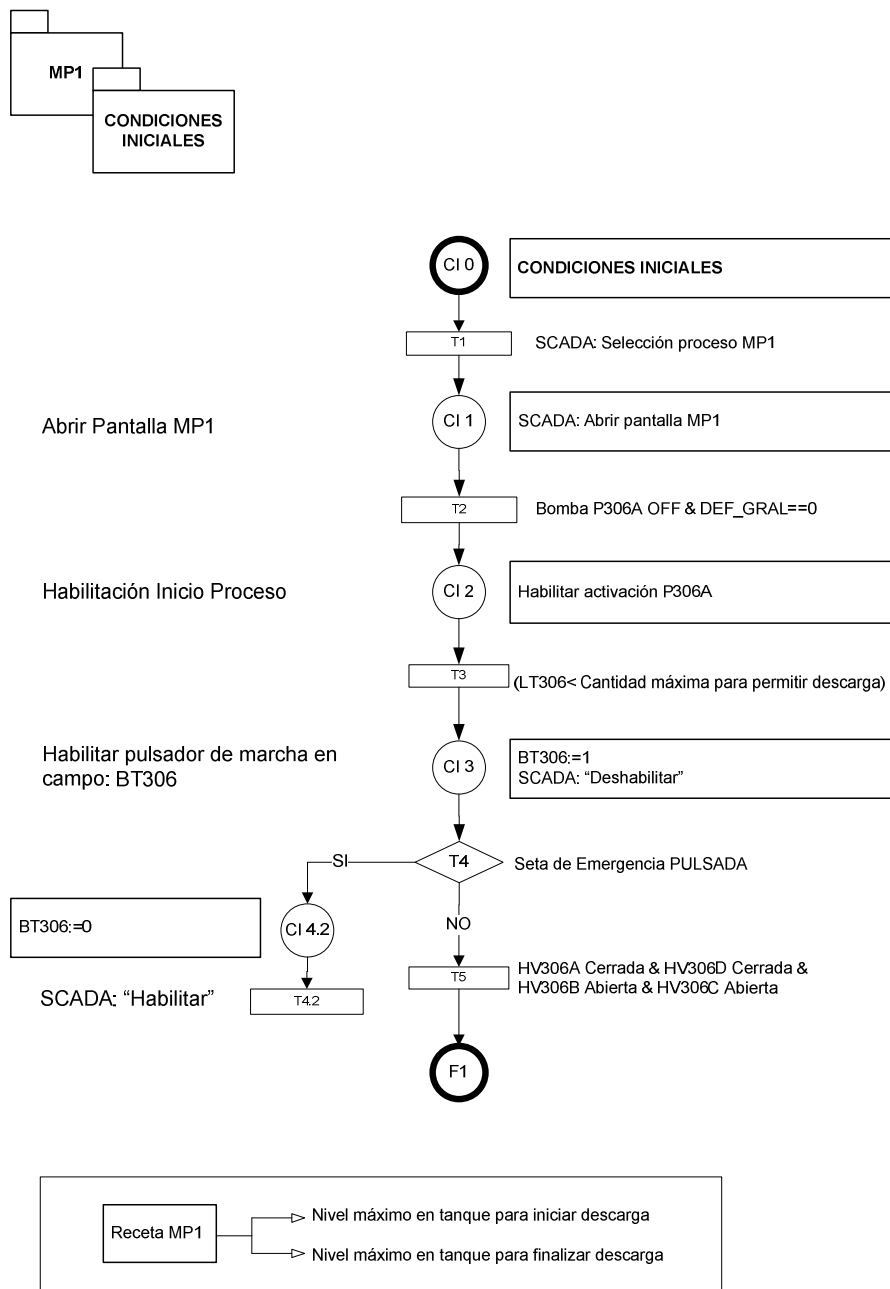 MP1
CONDICIONES
INICIALES
CI 0
CONDICIONES INICIALES
T1
SCADA: Selección proceso MP1
Abrir Pantalla MP1
CI 1
SCADA: Abrir pantalla MP1
T2
Bomba P306A OFF & DEF_GRAL==0
Habilitación Inicio Proceso
CI 2
Habilitar activación P306A
T3
(LT306< Cantidad máxima para permitir descarga)
Habilitar pulsador de marcha en
campo: BT306
CI 3
BT306:=1
SCADA: “Deshabilitar”
SI
T4
Seta de Emergencia PULSADA
BT306:=0
CI 4.2
NO
SCADA: “Habilitar”
T4.2
T5
HV306A Cerrada & HV306D Cerrada &
HV306B Abierta & HV306C Abierta
F1
Receta MP1
Nivel máximo en tanque para iniciar descarga
Nivel máximo en tanque para finalizar descarga